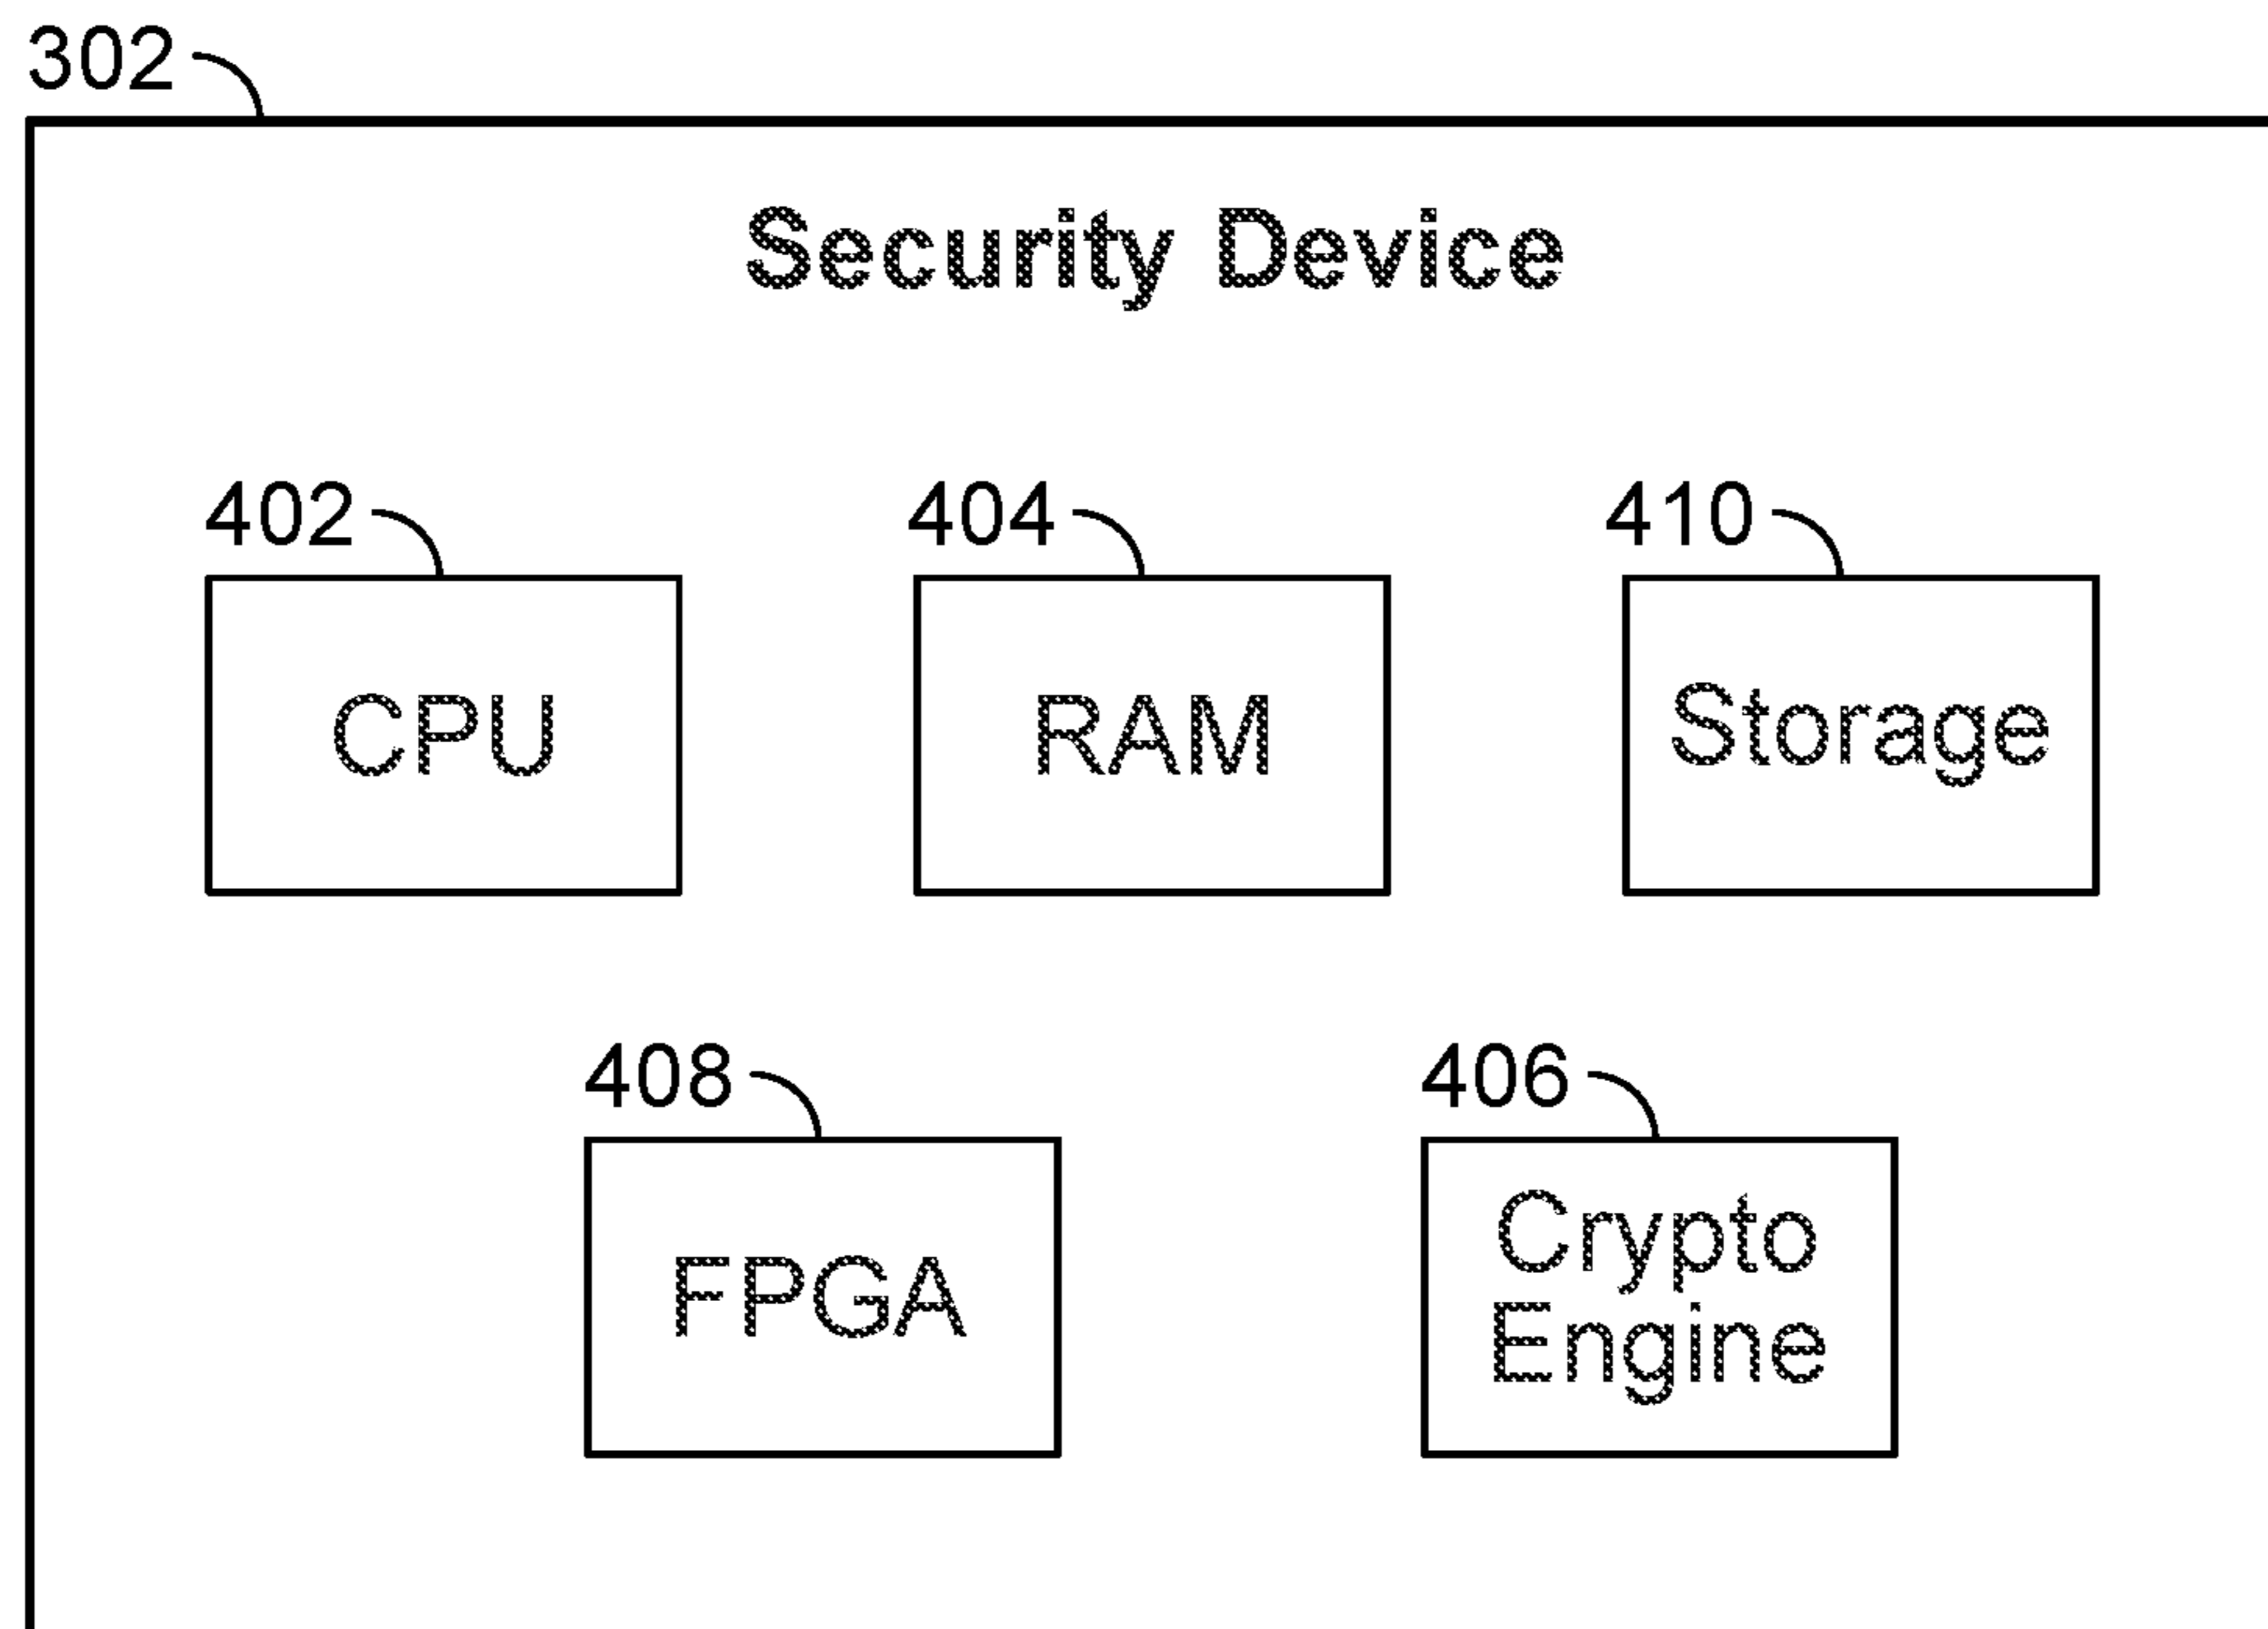 302
Security Device
402
404
410
CPU
RAM
Storage
408
406
FPGA
Crypto
Engine